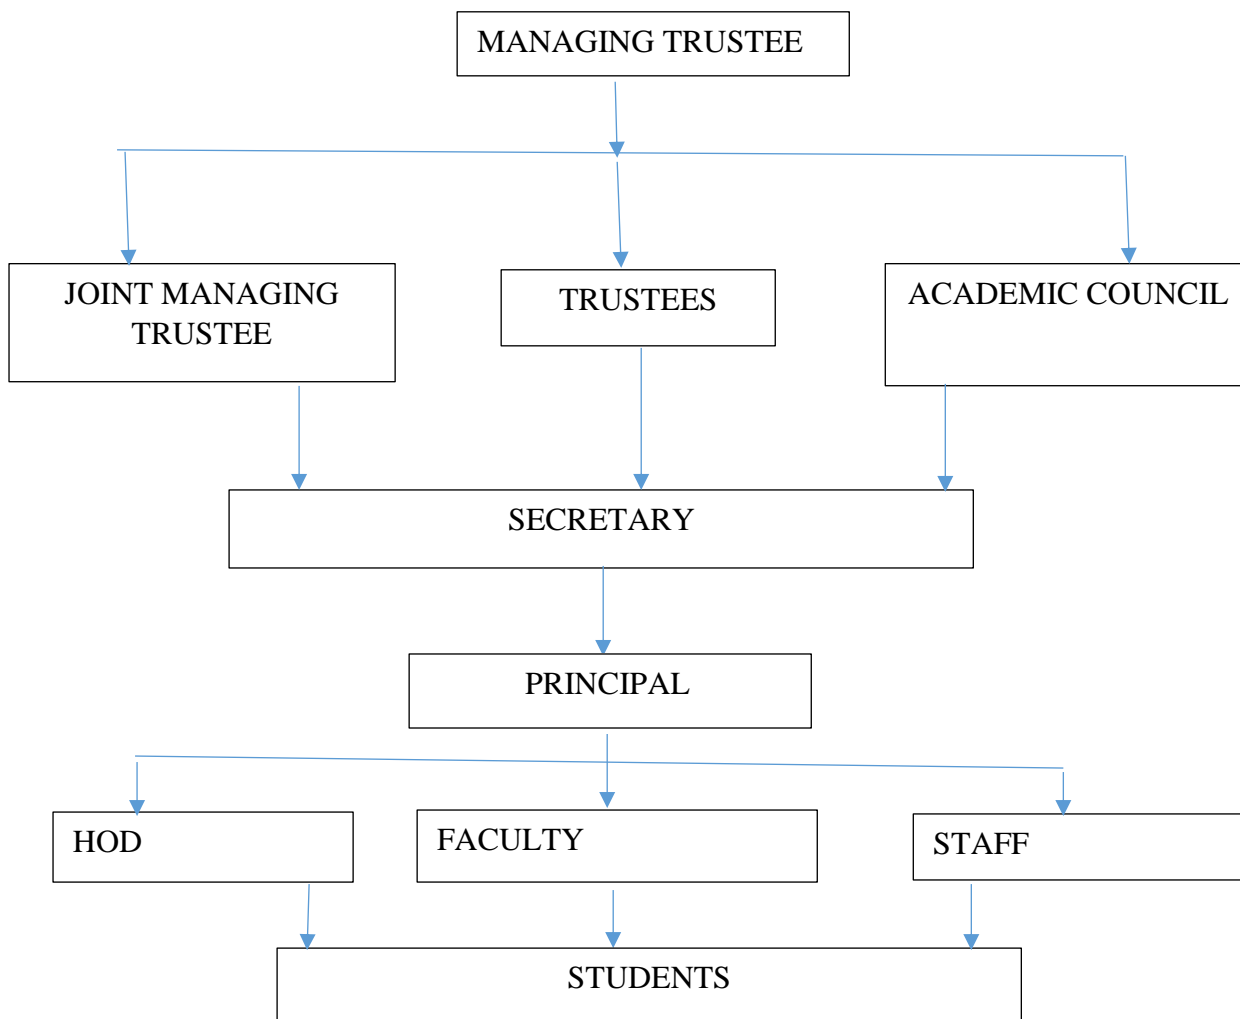 MANAGING TRUSTEE
JOINT MANAGING
TRUSTEE
TRUSTEES
ACADEMIC COUNCIL
SECRETARY
PRINCIPAL
HOD
FACULTY
STAFF
STUDENTS